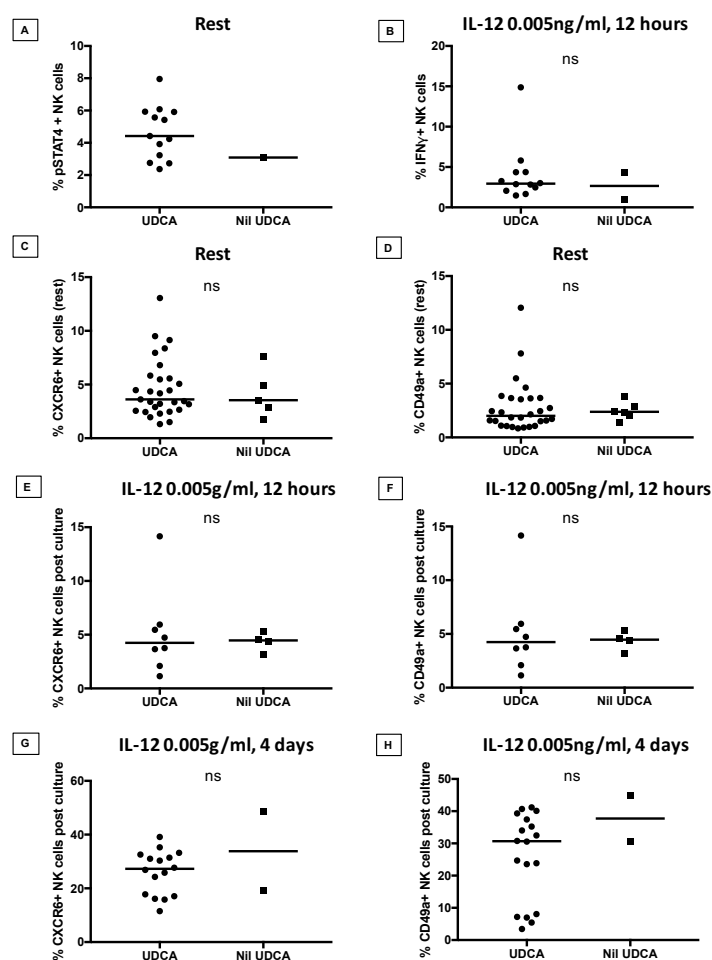 A
Rest
% pSTAT4 + NK cells
10
8
6
4
2
0
UDCA
Nil UDCA
B
IL-12 0.005ng/ml, 12 hours
ns
% IFNγ+ NK cells
20
15
10
5
0
UDCA
Nil UDCA
C
Rest
ns
% CXCR6+ NK cells (rest)
15
10
5
0
UDCA
Nil UDCA
D
Rest
ns
% CD49a+ NK cells (rest)
15
10
5
0
UDCA
Nil UDCA
E
IL-12 0.005g/ml, 12 hours
ns
% CXCR6+ NK cells post culture
15
10
5
0
UDCA
Nil UDCA
F
IL-12 0.005ng/ml, 12 hours
ns
% CD49a+ NK cells post culture
15
10
5
0
UDCA
Nil UDCA
G
IL-12 0.005g/ml, 4 days
ns
% CXCR6+ NK cells post culture
60
40
20
0
UDCA
Nil UDCA
H
IL-12 0.005ng/ml, 4 days
ns
% CD49a+ NK cells post culture
50
40
30
20
10
0
UDCA
Nil UDCA